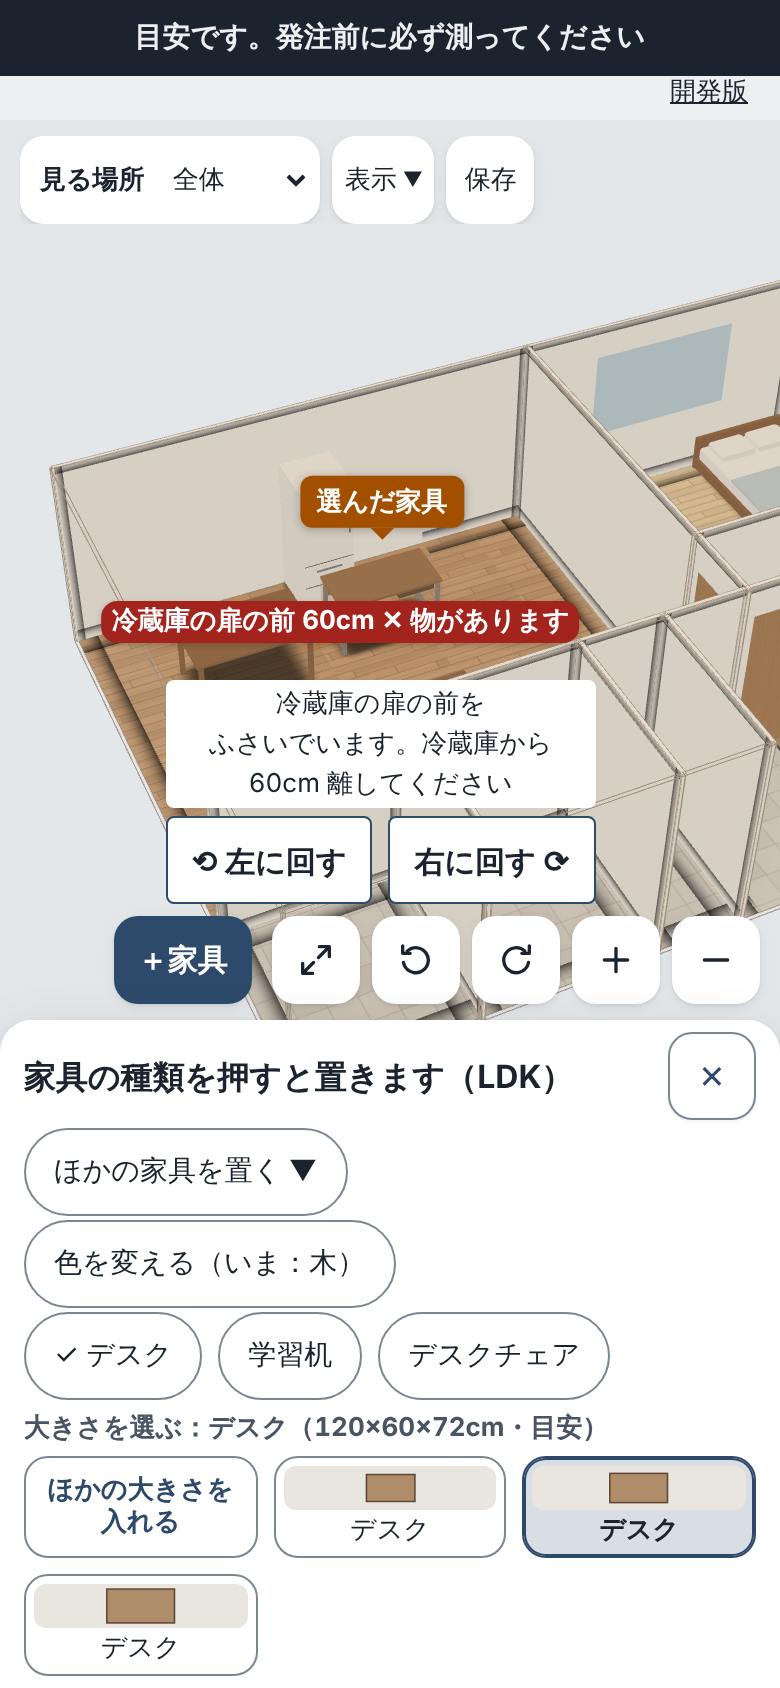 目安です。発注前に必ず測ってください
開発版
見る場所 全体
表示 ▼
保存
選んだ家具
冷蔵庫の扉の前 60cm ✕ 物があります
冷蔵庫の扉の前を
ふさいでいます。冷蔵庫から
60cm 離してください
⟲ 左に回す
右に回す ⟳
＋家具
家具の種類を押すと置きます（LDK）
✕
ほかの家具を置く ▼
色を変える（いま：木）
✓ デスク
学習机
デスクチェア
大きさを選ぶ：デスク（120×60×72cm・目安）
ほかの大きさを
入れる
デスク
デスク
デスク